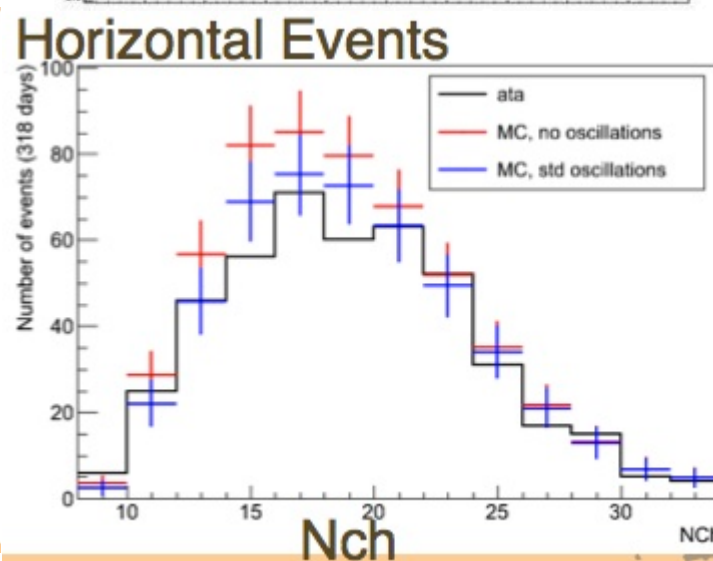 Horizontal Events
Number of events (318 days)
100
80
60
40
20
0
ata
MC, no oscillations
MC, std oscillations
10
15
20
25
30
Nch